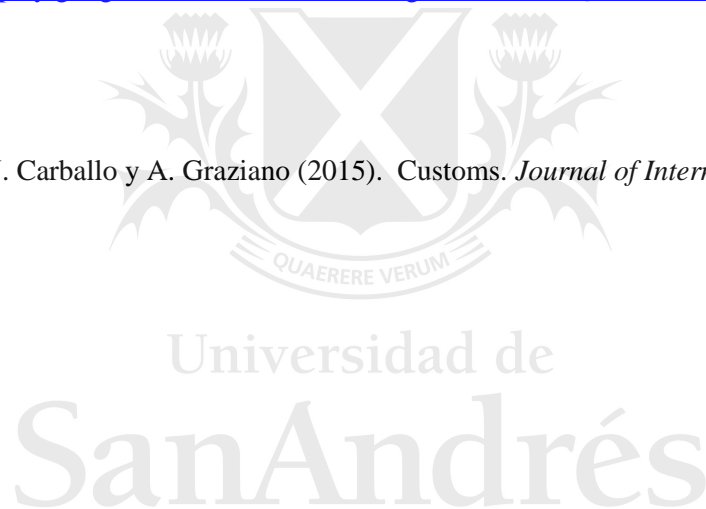 . Carballo y A. Graziano (2015). Customs. Journal of Intern
QUAERERE VERUM
Universidad de
SanAndrés